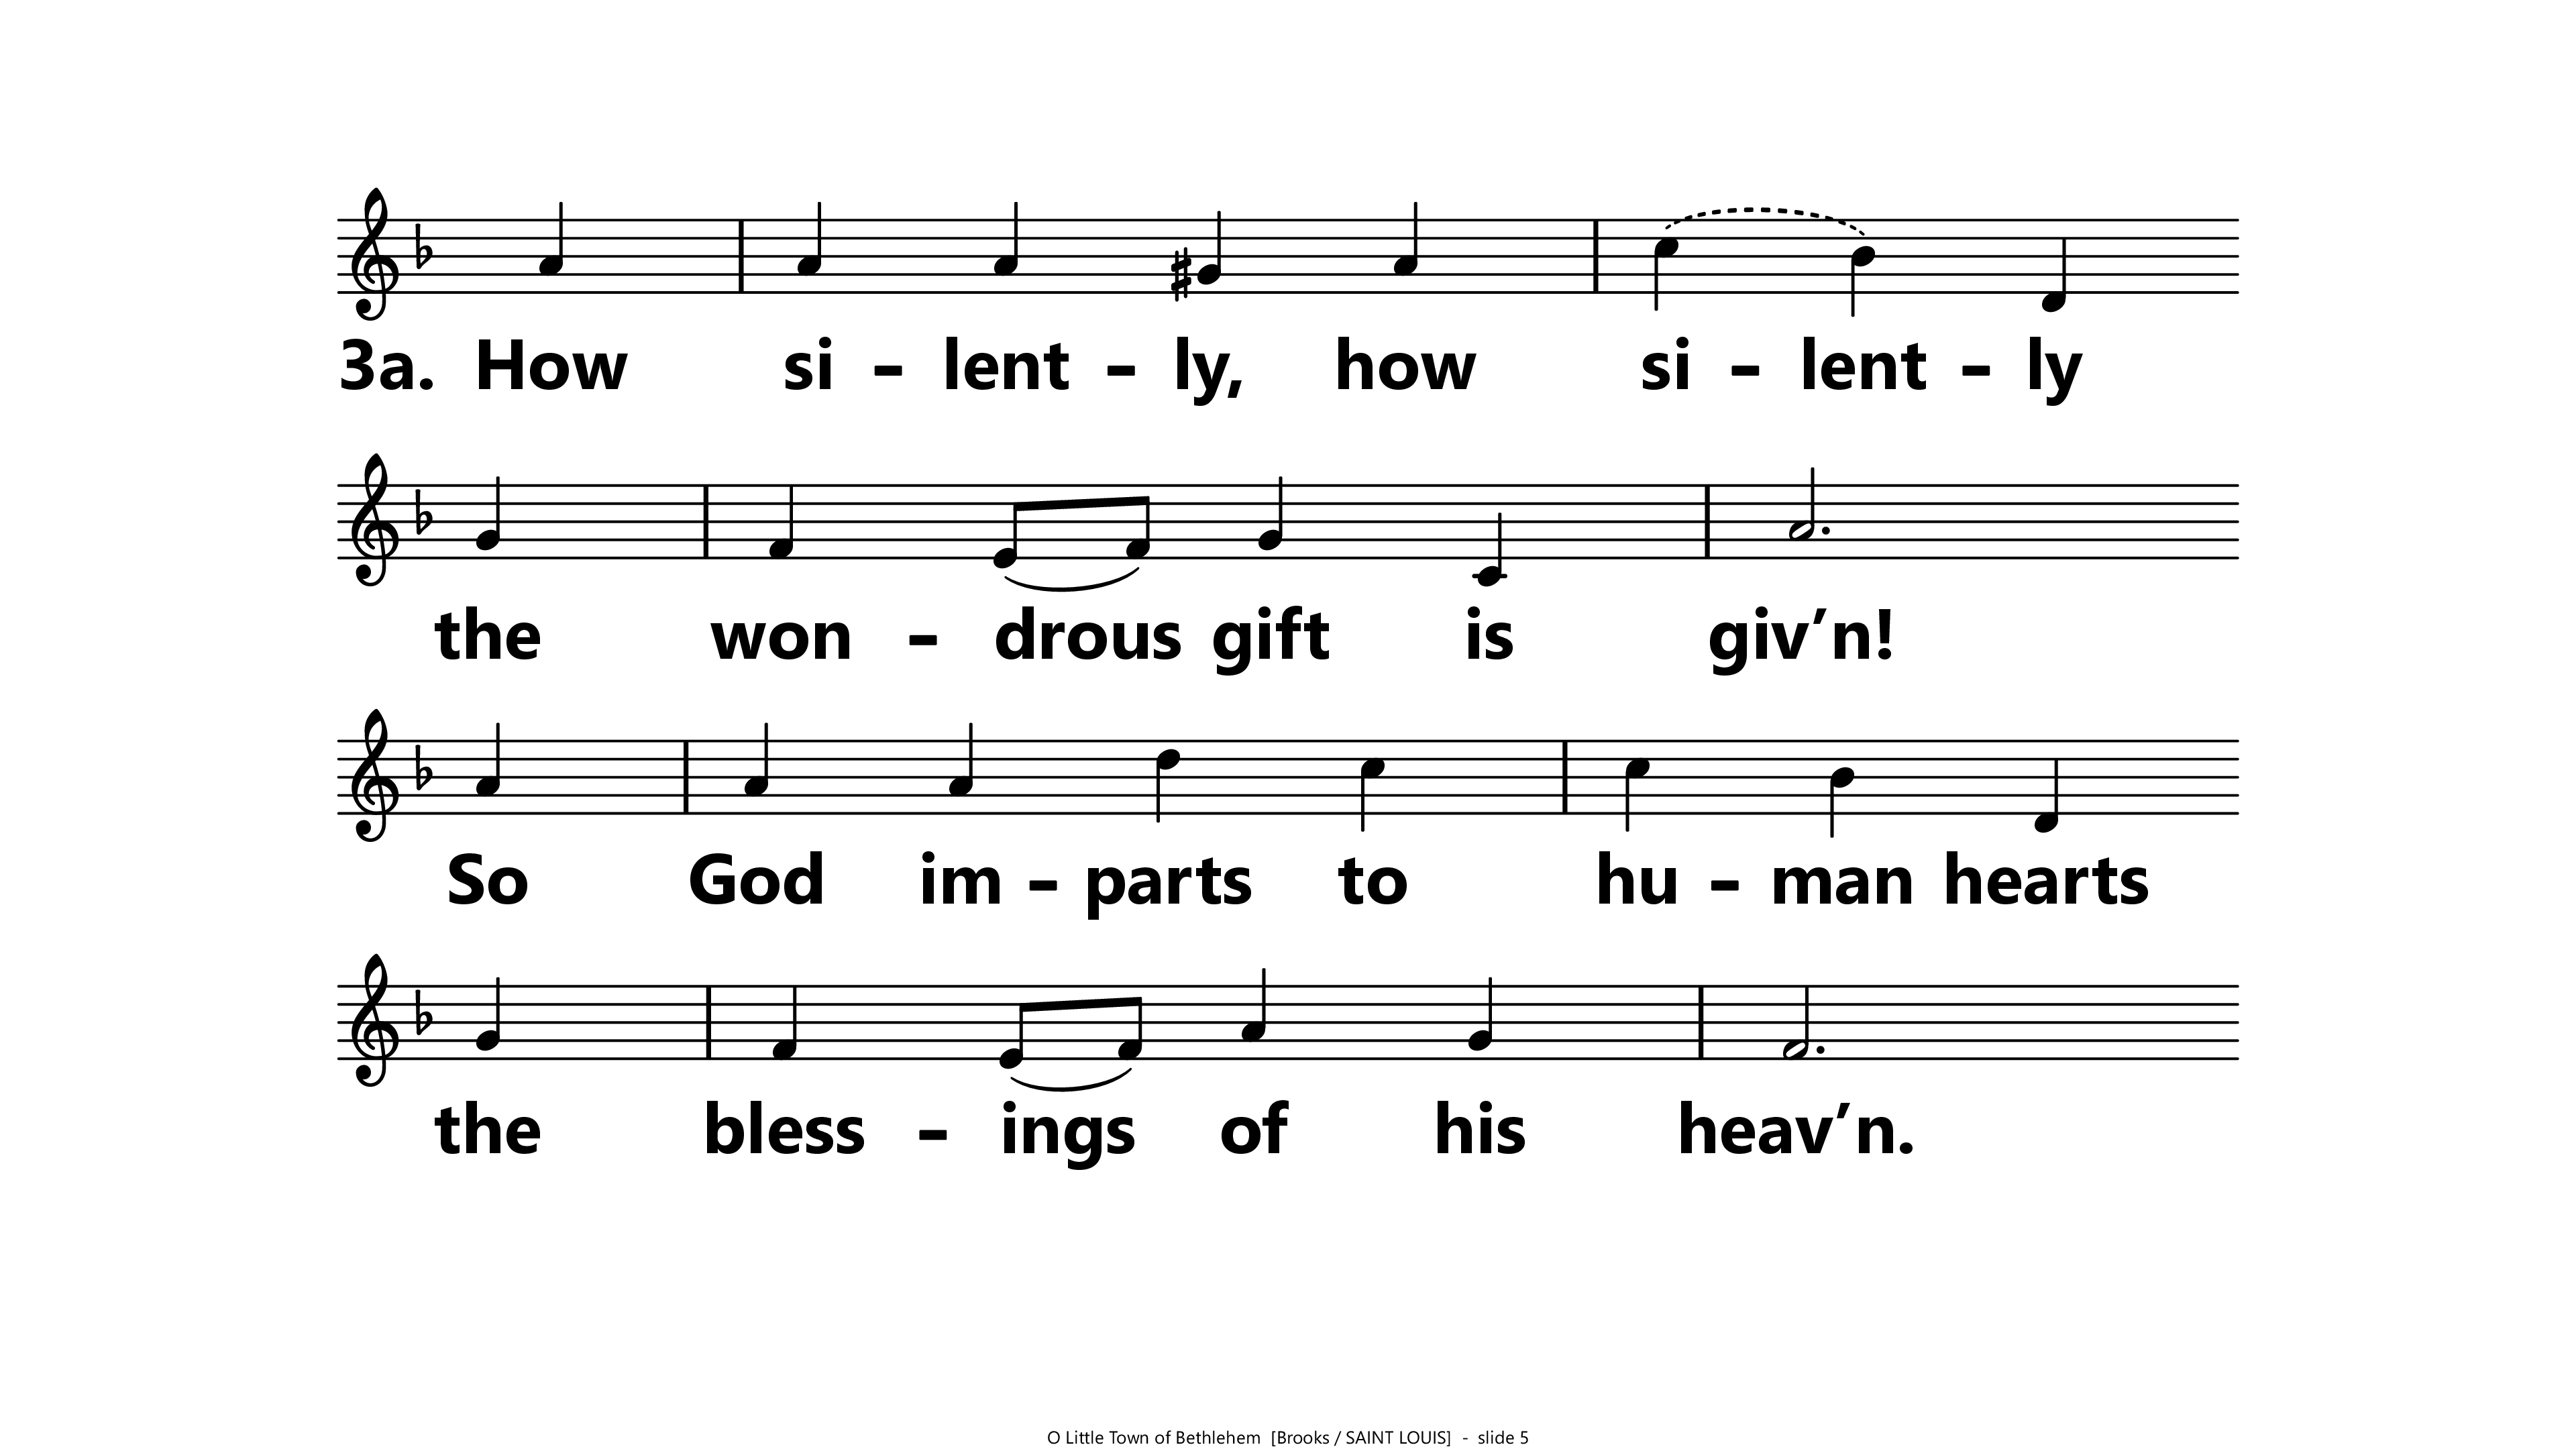 3a. How si - lent - ly, how si - lent - ly
the won - drous gift is giv’n!
So God im - parts to hu - man hearts
the bless - ings of his heav’n.
O Little Town of Bethlehem [Brooks / SAINT LOUIS] - slide 5